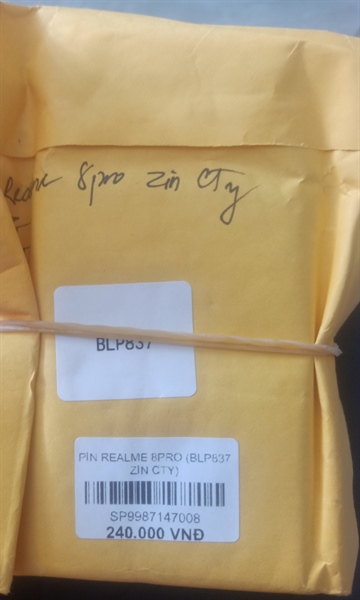 Realme 8pro zin CTy
BLP837
PIN REALME 8PRO (BLP837
ZIN CTY)
SP9987147008
240.000 VNĐ